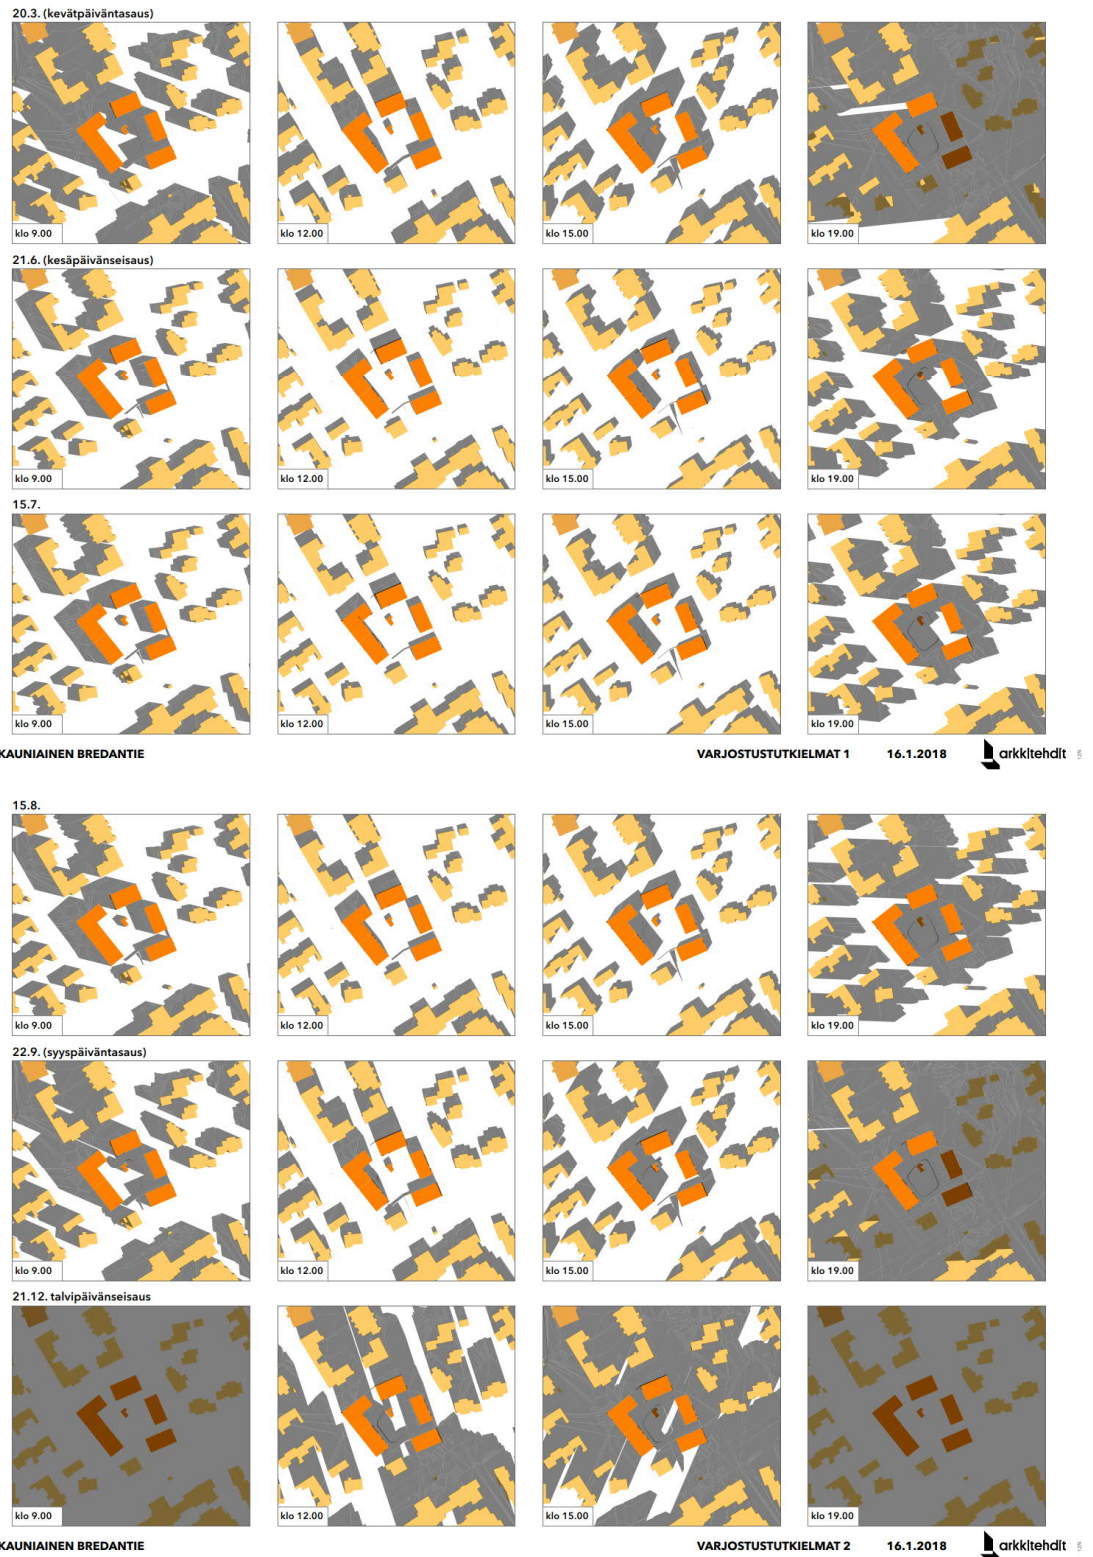 20.3. (kevätpäiväntasaus)
klo 9.00
klo 12.00
klo 15.00
klo 19.00
21.6. (kesäpäivänseisaus)
klo 9.00
klo 12.00
klo 15.00
klo 19.00
15.7.
klo 9.00
klo 12.00
klo 15.00
klo 19.00
KAUNIAINEN BREDANTIE VARJOSTUSTUTKIELMAT 1 16.1.2018 arkkitehdit
15.8.
klo 9.00
klo 12.00
klo 15.00
klo 19.00
22.9. (syyspäiväntasaus)
klo 9.00
klo 12.00
klo 15.00
klo 19.00
21.12. talvipäivänseisaus
klo 9.00
klo 12.00
klo 15.00
klo 19.00
KAUNIAINEN BREDANTIE VARJOSTUSTUTKIELMAT 2 16.1.2018 arkkitehdit